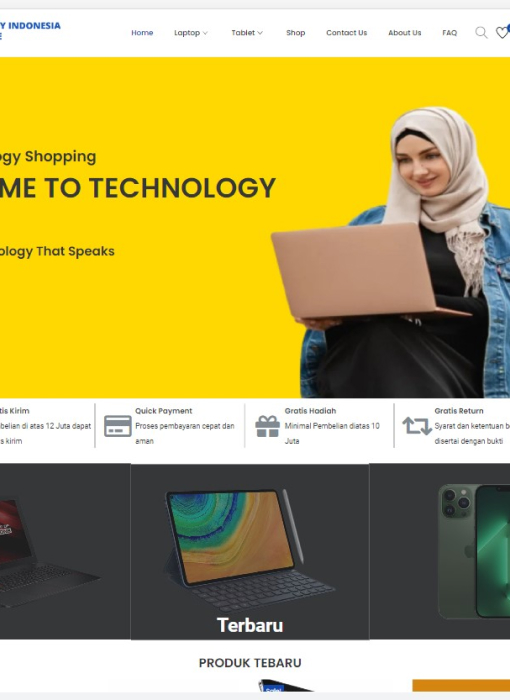 Y INDONESIA
E
Home Laptop Tablet Shop Contact Us About Us FAQ
ogy Shopping
ME TO TECHNOLOGY
ology That Speaks
tis Kirim
belian di atas 12 Juta dapat
s kirim
Quick Payment
Proses pembayaran cepat dan
aman
Gratis Hadiah
Minimal Pembelian diatas 10
Juta
Gratis Return
Syarat dan ketentuan b
disertai dengan bukti
Terbaru
PRODUK TEBARU